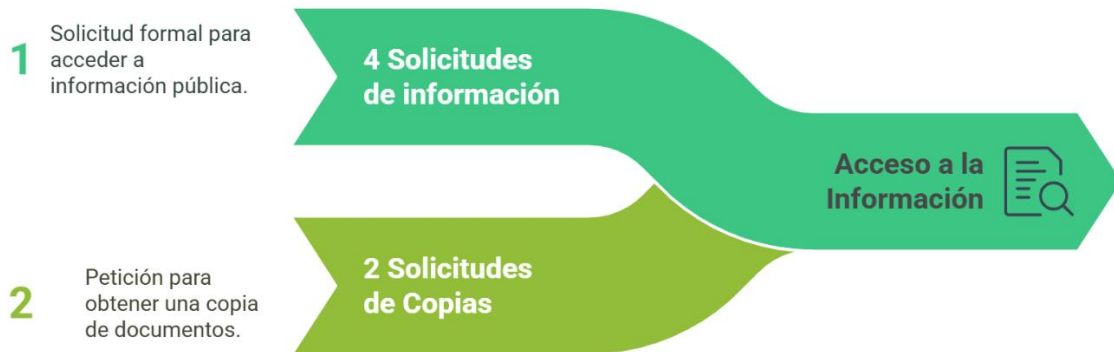 1
Solicitud formal para
acceder a
información pública.
4 Solicitudes
de información
Acceso a la
Información
2
Petición para
obtener una copia
de documentos.
2 Solicitudes
de Copias